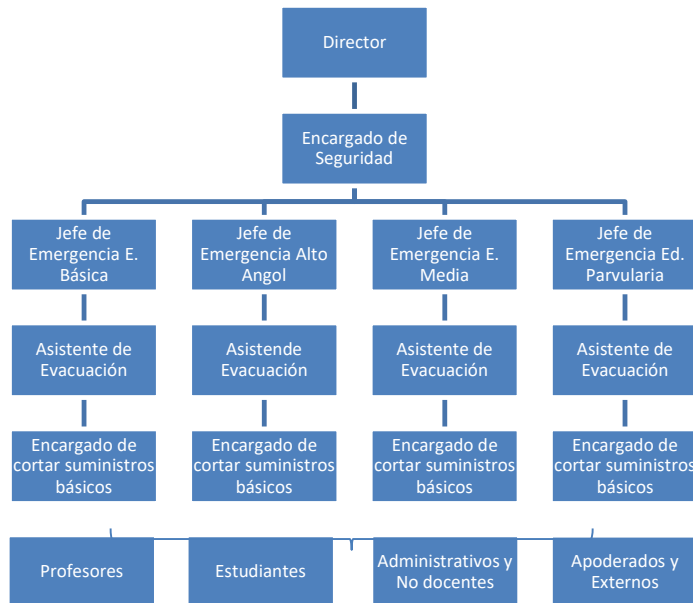 Director
Encargado de
Seguridad
Jefe de
Emergencia E.
Básica
Jefe de
Emergencia Alto
Angol
Jefe de
Emergencia E.
Media
Jefe de
Emergencia Ed.
Parvularia
Asistente de
Evacuación
Asistende
Evacuación
Asistente de
Evacuación
Asistente de
Evacuación
Encargado de
cortar suministros
básicos
Encargado de
cortar suministros
básicos
Encargado de
cortar suministros
básicos
Encargado de
cortar suministros
básicos
Profesores
Estudiantes
Administrativos y
No docentes
Apoderados y
Externos